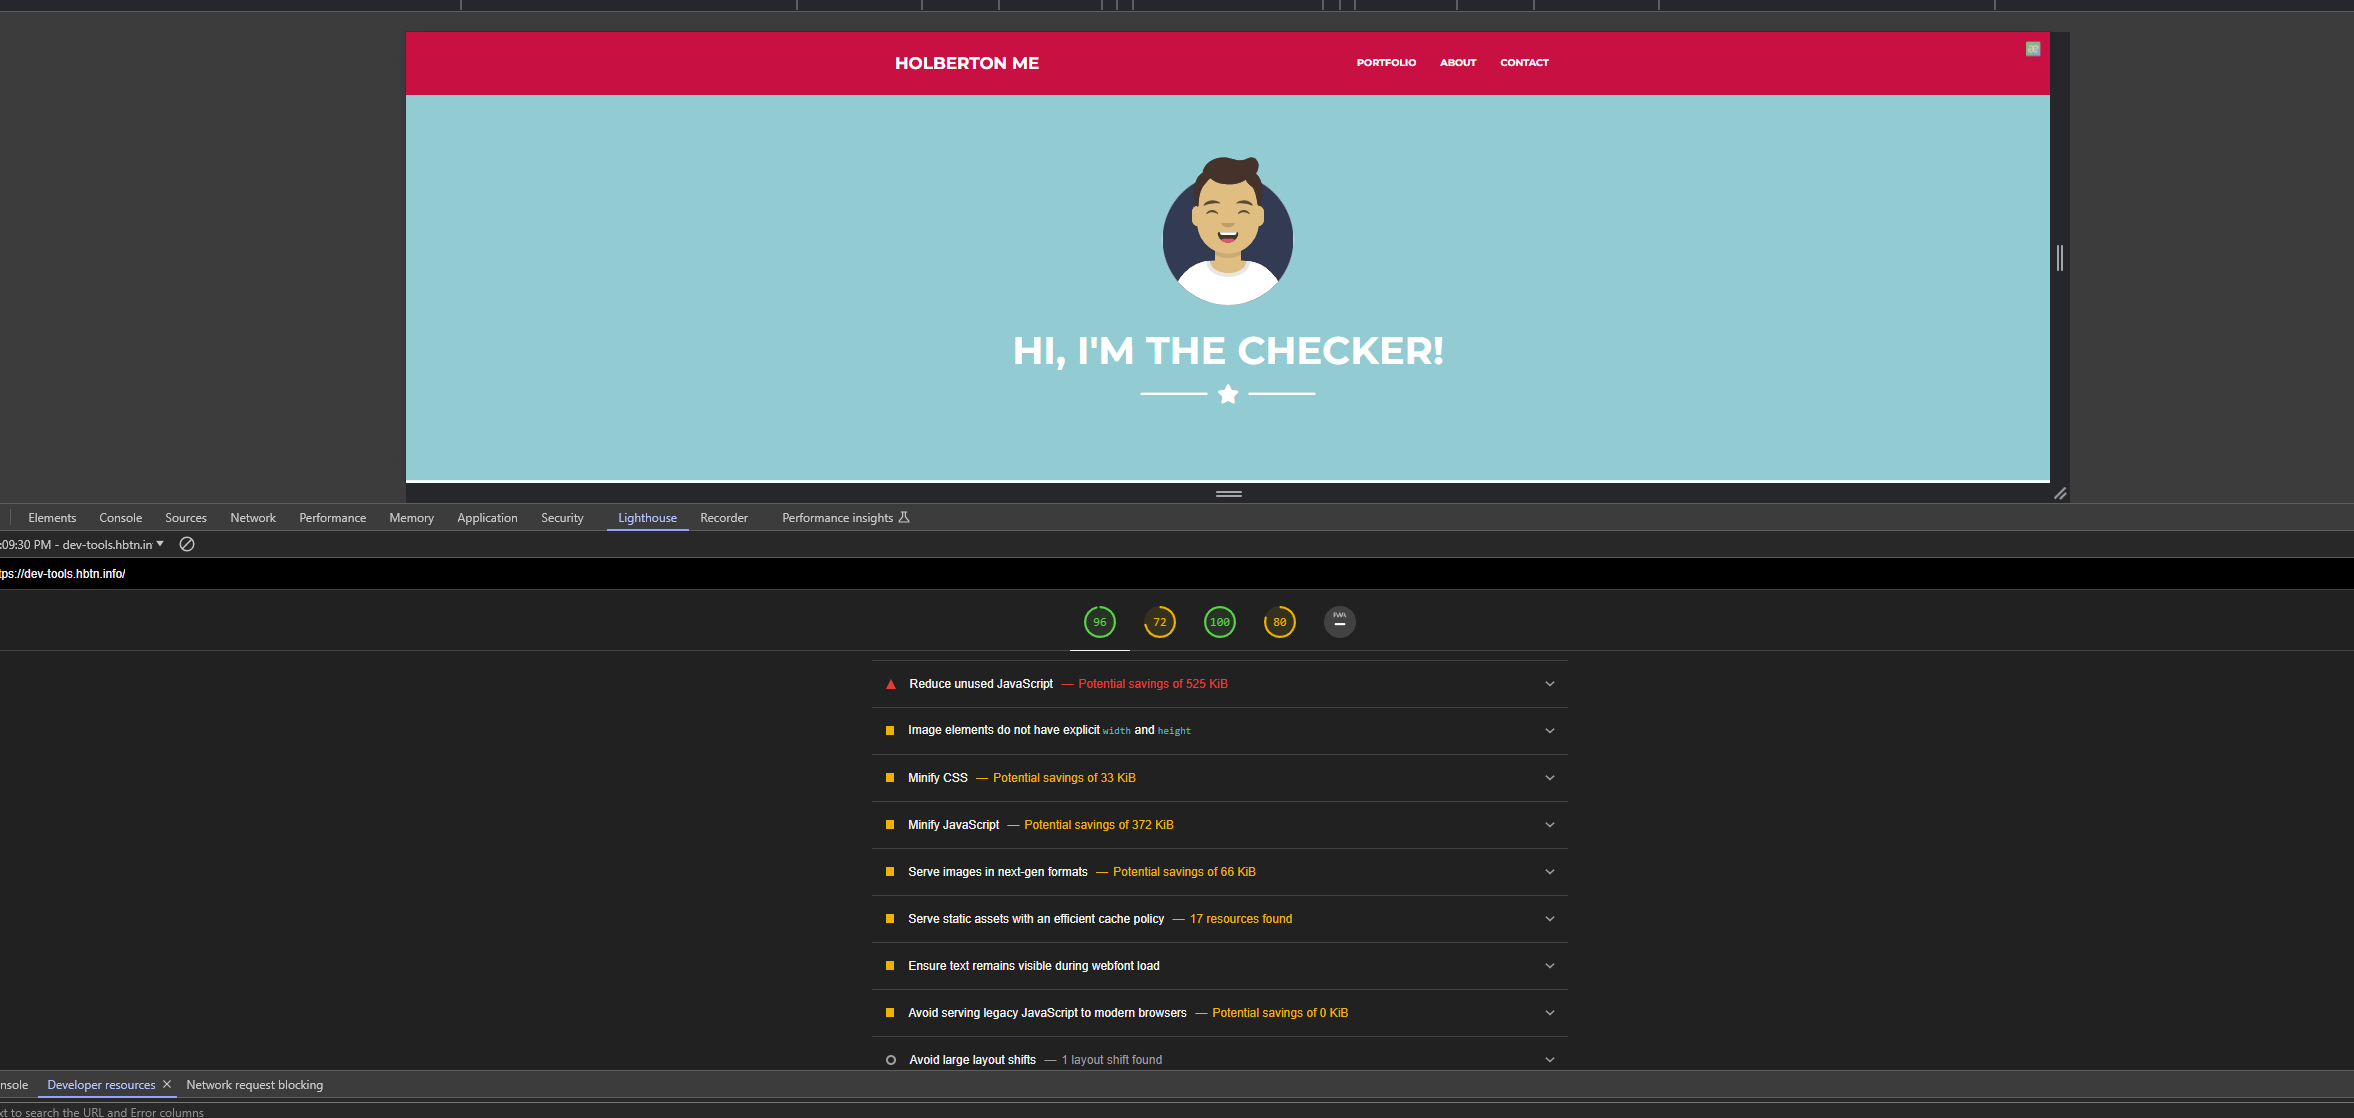 HOLBERTON ME
PORTFOLIO ABOUT CONTACT
HI, I'M THE CHECKER!
Elements Console Sources Network Performance Memory Application Security Lighthouse Recorder Performance insights
:09:30 PM - dev-tools.hbtn.in
tps://dev-tools.hbtn.info/
96 72 100 80 PWA
Reduce unused JavaScript — Potential savings of 525 KiB
Image elements do not have explicit width and height
Minify CSS — Potential savings of 33 KiB
Minify JavaScript — Potential savings of 372 KiB
Serve images in next-gen formats — Potential savings of 66 KiB
Serve static assets with an efficient cache policy — 17 resources found
Ensure text remains visible during webfont load
Avoid serving legacy JavaScript to modern browsers — Potential savings of 0 KiB
Avoid large layout shifts — 1 layout shift found
nsole Developer resources × Network request blocking
xt to search the URL and Error columns